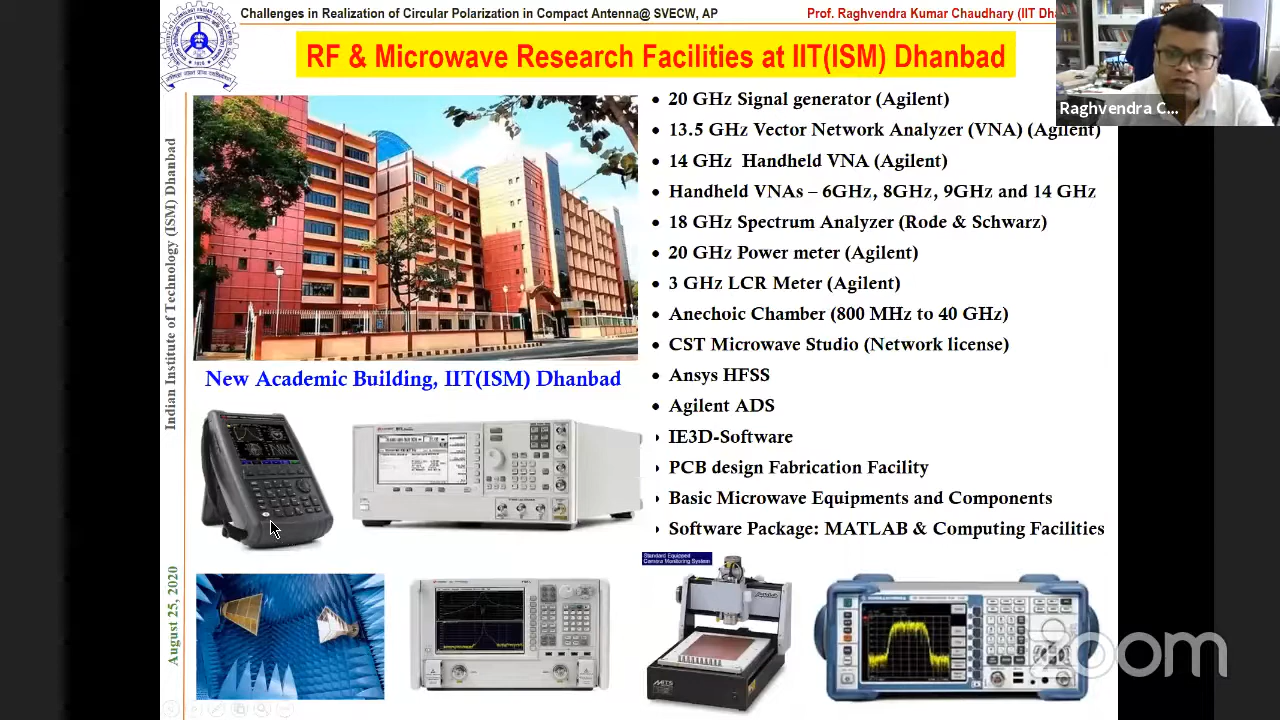 Challenges in Realization of Circular Polarization in Compact Antenna@ SVECW, AP
Prof. Raghvendra Kumar Chaudhary (IIT Dh
RF & Microwave Research Facilities at IIT(ISM) Dhanbad
Raghvendra C...
Indian Institute of Technology (ISM) Dhanbad
August 25, 2020
New Academic Building, IIT(ISM) Dhanbad
• 20 GHz Signal generator (Agilent)
• 13.5 GHz Vector Network Analyzer (VNA) (Agilent)
• 14 GHz Handheld VNA (Agilent)
• Handheld VNAs – 6GHz, 8GHz, 9GHz and 14 GHz
• 18 GHz Spectrum Analyzer (Rode & Schwarz)
• 20 GHz Power meter (Agilent)
• 3 GHz LCR Meter (Agilent)
• Anechoic Chamber (800 MHz to 40 GHz)
• CST Microwave Studio (Network license)
• Ansys HFSS
• Agilent ADS
• IE3D-Software
• PCB design Fabrication Facility
• Basic Microwave Equipments and Components
• Software Package: MATLAB & Computing Facilities
Standard Equipped
Camera Monitoring System
MITS
zoom